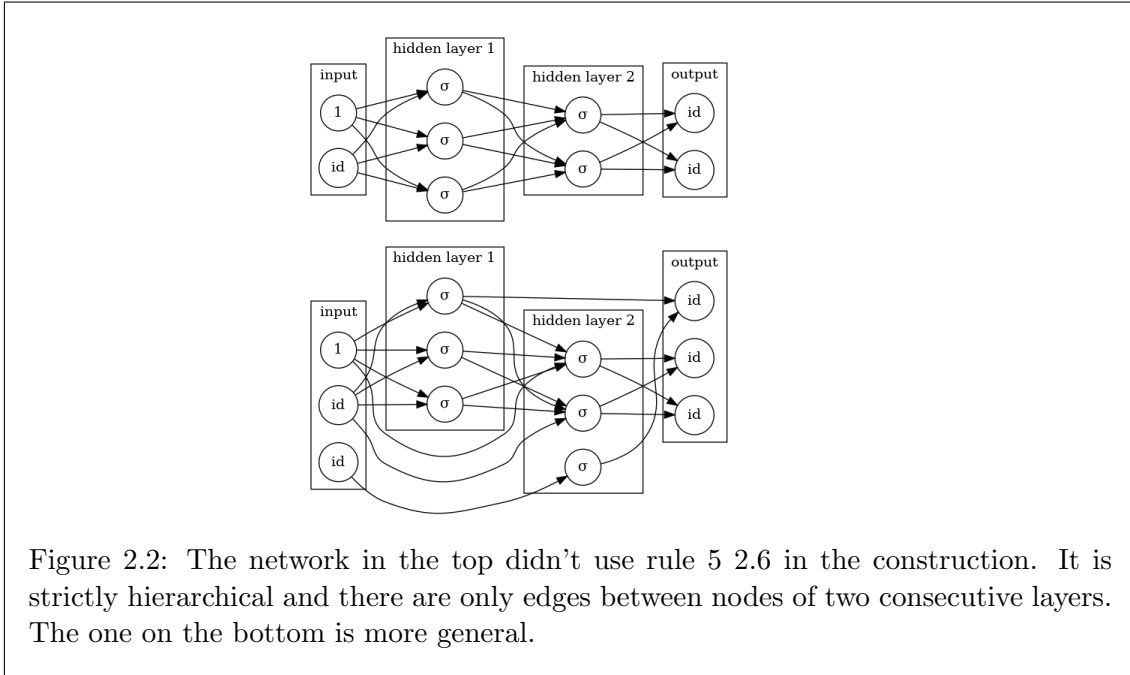 hidden layer 1
input
hidden layer 2
output
σ
1
σ
id
σ
id
σ
id
σ
id
hidden layer 1
output
input
hidden layer 2
σ
id
1
σ
σ
id
id
σ
σ
id
id
σ
id
Figure 2.2: The network in the top didn't use rule 5 2.6 in the construction. It is
strictly hierarchical and there are only edges between nodes of two consecutive layers.
The one on the bottom is more general.